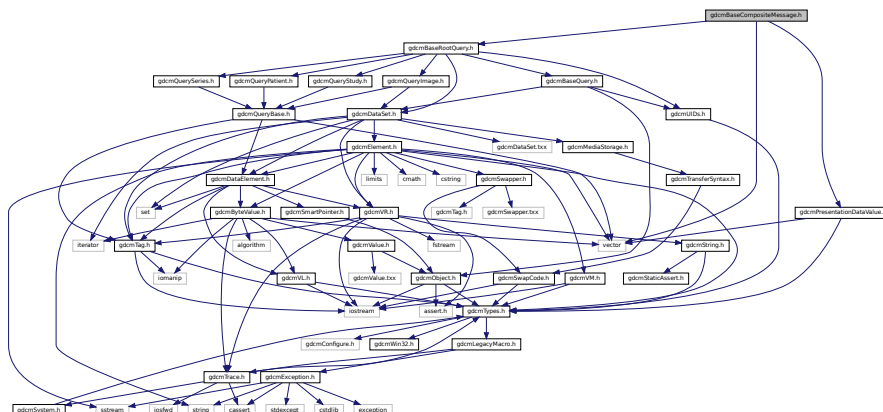 gdcmBaseCompositeMessage.h
gdcmBaseRootQuery.h
gdcmQuerySeries.h
gdcmQueryPatient.h
gdcmQueryStudy.h
gdcmQueryImage.h
gdcmBaseQuery.h
gdcmQueryBase.h
gdcmDataSet.h
gdcmUIDs.h
gdcmElement.h
gdcmDataSet.txx
gdcmMediaStorage.h
gdcmDataElement.h
limits
cmath
cstring
gdcmSwapper.h
gdcmTransferSyntax.h
set
gdcmByteValue.h
gdcmSmartPointer.h
gdcmVR.h
gdcmTag.h
gdcmSwapper.txx
gdcmPresentationDataValue.
iterator
gdcmTag.h
algorithm
gdcmValue.h
fstream
vector
gdcmString.h
iomanip
gdcmVL.h
gdcmValue.txx
gdcmObject.h
gdcmSwapCode.h
gdcmVM.h
gdcmStaticAssert.h
iostream
assert.h
gdcmTypes.h
gdcmConfigure.h
gdcmWin32.h
gdcmLegacyMacro.h
gdcmTrace.h
gdcmException.h
gdcmSystem.h
sstream
iosfwd
string
cassert
stdexcept
cstdlib
exception